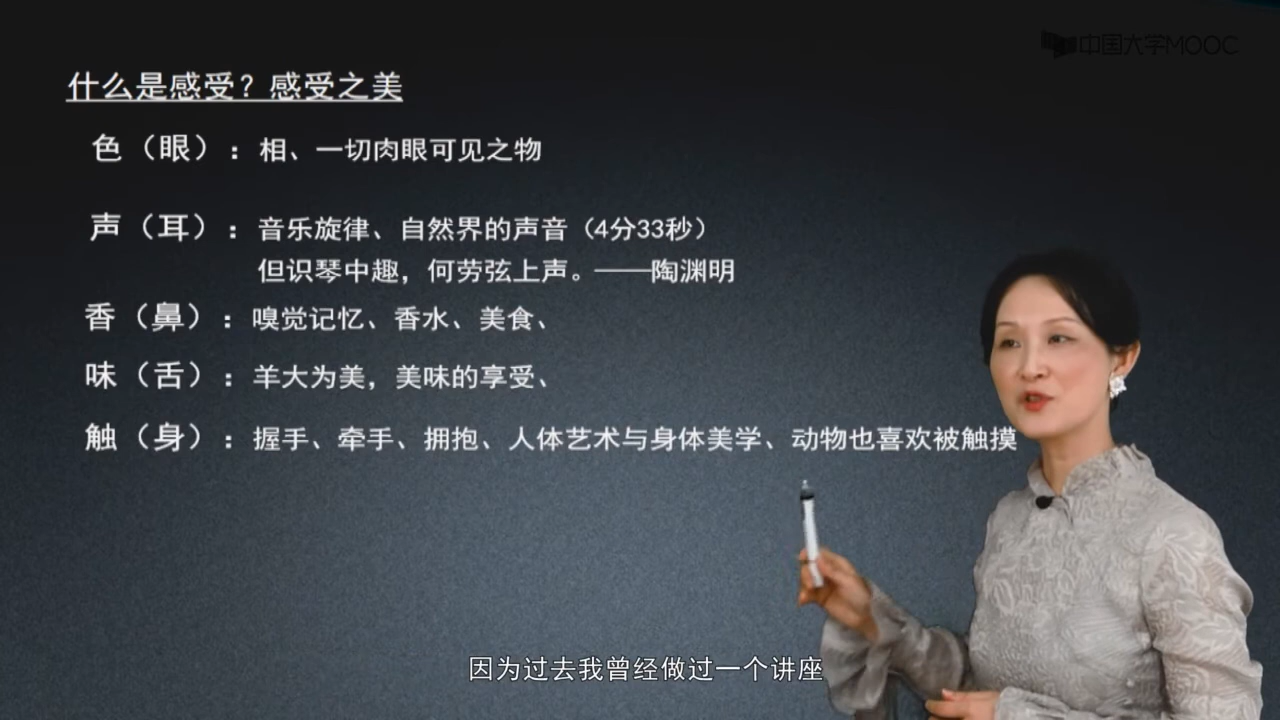 中国大学MOOC
什么是感受？感受之美
色（眼）：相、一切肉眼可见之物
声（耳）：音乐旋律、自然界的声音（4分33秒）
但识琴中趣，何劳弦上声。——陶渊明
香（鼻）：嗅觉记忆、香水、美食、
味（舌）：羊大为美，美味的享受、
触（身）：握手、牵手、拥抱、人体艺术与身体美学、动物也喜欢被触摸
因为过去我曾经做过一个讲座